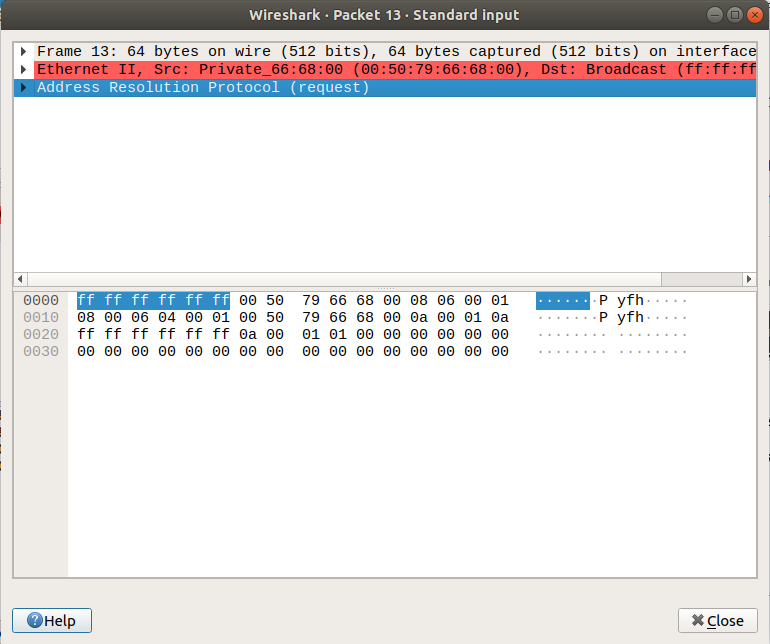 Wireshark · Packet 13 · Standard input
Frame 13: 64 bytes on wire (512 bits), 64 bytes captured (512 bits) on interface
Ethernet II, Src: Private_66:68:00 (00:50:79:66:68:00), Dst: Broadcast (ff:ff:ff
Address Resolution Protocol (request)
0000 ff ff ff ff ff ff 00 50 79 66 68 00 08 06 00 01 ·······P yfh·····
0010 08 00 06 04 00 01 00 50 79 66 68 00 0a 00 01 0a ·······P yfh·····
0020 ff ff ff ff ff ff 0a 00 01 01 00 00 00 00 00 00 ········ ········
0030 00 00 00 00 00 00 00 00 00 00 00 00 00 00 00 00 ········ ········
Help
Close